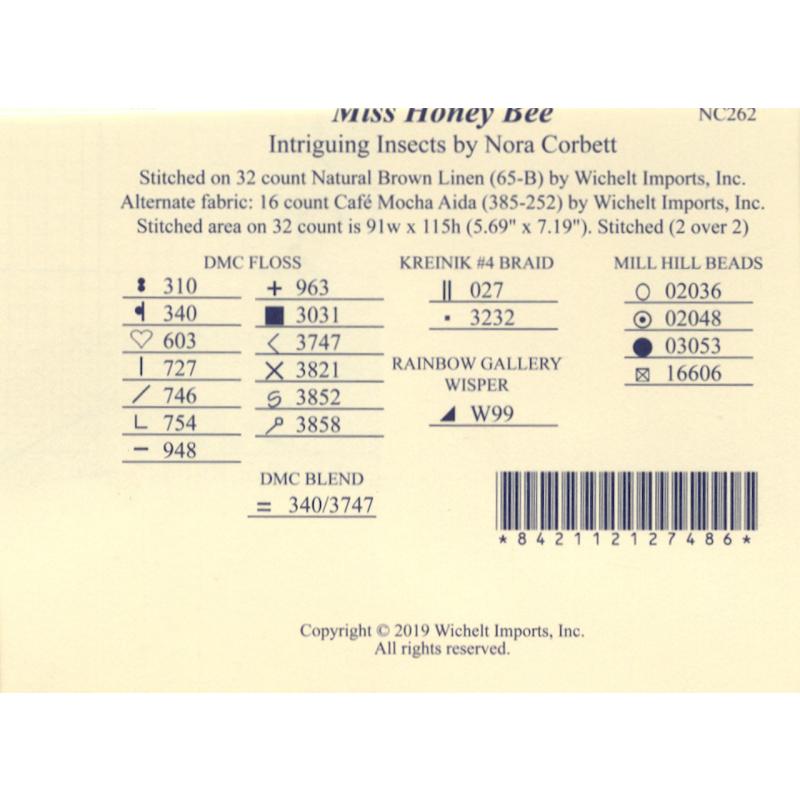 Miss Honey Bee NC262
Intriguing Insects by Nora Corbett
Stitched on 32 count Natural Brown Linen (65-B) by Wichelt Imports, Inc.
Alternate fabric: 16 count Café Mocha Aida (385-252) by Wichelt Imports, Inc.
Stitched area on 32 count is 91w x 115h (5.69" x 7.19"). Stitched (2 over 2)
DMC FLOSS
310
340
603
727
746
754
948
963
3031
3747
3821
3852
3858
DMC BLEND
340/3747
KREINIK #4 BRAID
027
3232
RAINBOW GALLERY
WISPER
W99
MILL HILL BEADS
02036
02048
03053
16606
*842112127486*
Copyright © 2019 Wichelt Imports, Inc.
All rights reserved.